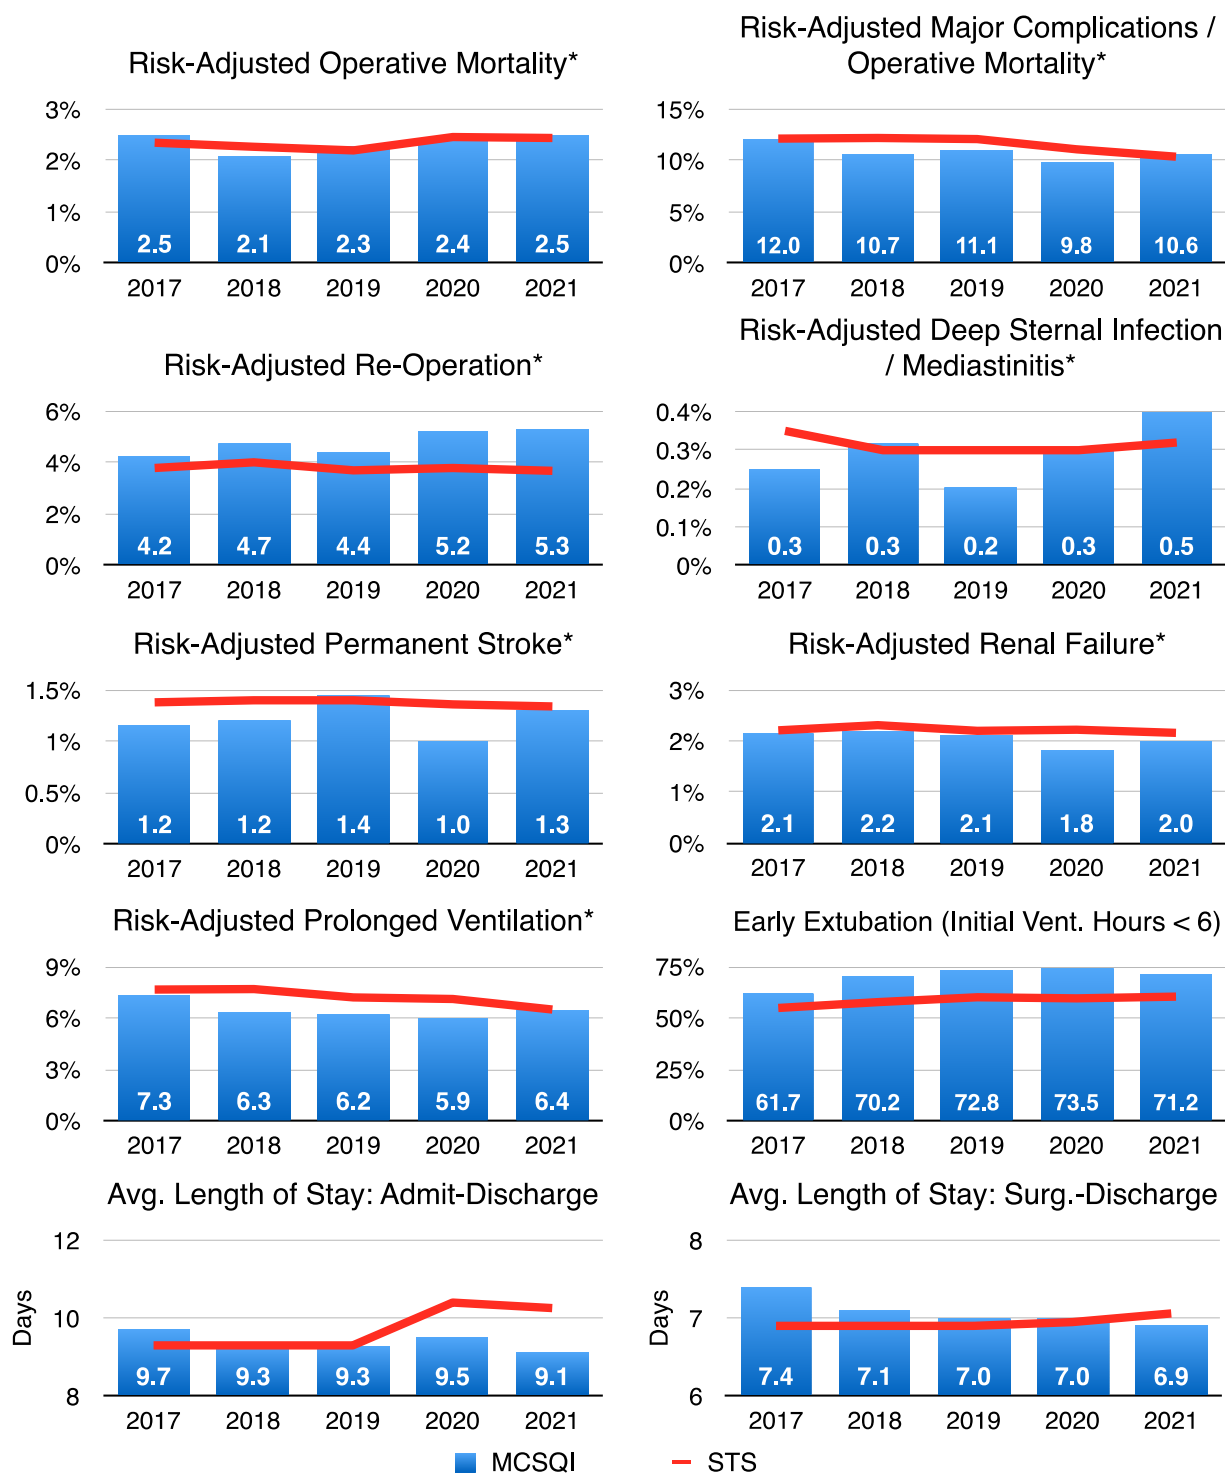 Risk-Adjusted Operative Mortality*
3%
2%
1%
0%
2.5 2.1 2.3 2.4 2.5
2017 2018 2019 2020 2021
Risk-Adjusted Major Complications /
Operative Mortality*
15%
10%
5%
0%
12.0 10.7 11.1 9.8 10.6
2017 2018 2019 2020 2021
Risk-Adjusted Re-Operation*
6%
4%
2%
0%
4.2 4.7 4.4 5.2 5.3
2017 2018 2019 2020 2021
Risk-Adjusted Deep Sternal Infection
/ Mediastinitis*
0.4%
0.3%
0.2%
0.1%
0%
0.3 0.3 0.2 0.3 0.5
2017 2018 2019 2020 2021
Risk-Adjusted Permanent Stroke*
1.5%
1%
0.5%
0%
1.2 1.2 1.4 1.0 1.3
2017 2018 2019 2020 2021
Risk-Adjusted Renal Failure*
3%
2%
1%
0%
2.1 2.2 2.1 1.8 2.0
2017 2018 2019 2020 2021
Risk-Adjusted Prolonged Ventilation*
9%
6%
3%
0%
7.3 6.3 6.2 5.9 6.4
2017 2018 2019 2020 2021
Early Extubation (Initial Vent. Hours < 6)
75%
50%
25%
0%
61.7 70.2 72.8 73.5 71.2
2017 2018 2019 2020 2021
Avg. Length of Stay: Admit-Discharge
Days
12
10
8
9.7 9.3 9.3 9.5 9.1
2017 2018 2019 2020 2021
Avg. Length of Stay: Surg.-Discharge
Days
8
7
6
7.4 7.1 7.0 7.0 6.9
2017 2018 2019 2020 2021
MCSQI STS